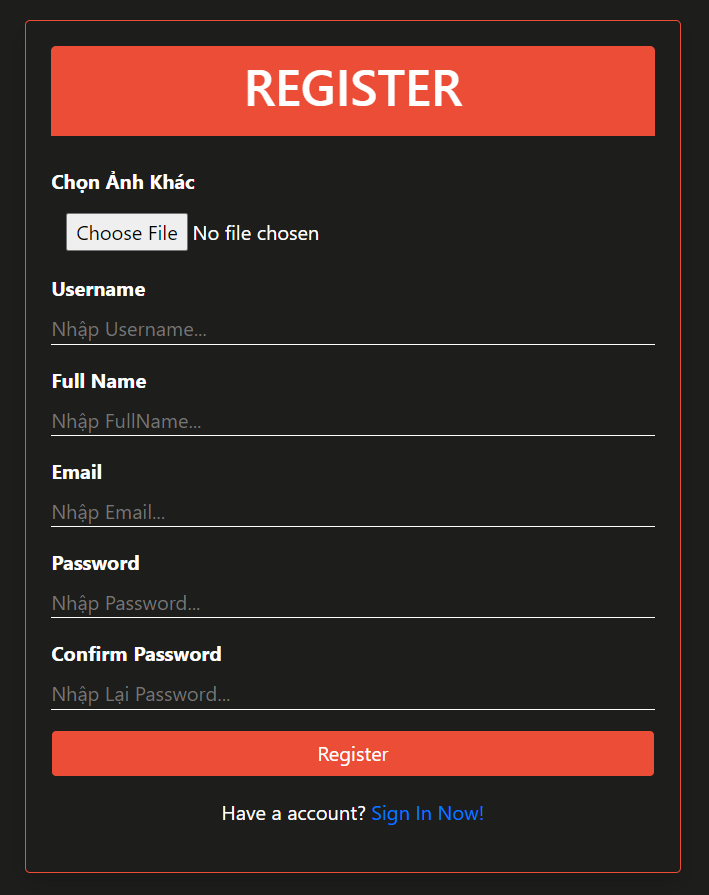 REGISTER
Chọn Ảnh Khác
Choose File No file chosen
Username
Nhập Username...
Full Name
Nhập FullName...
Email
Nhập Email...
Password
Nhập Password...
Confirm Password
Nhập Lại Password...
Register
Have a account? Sign In Now!